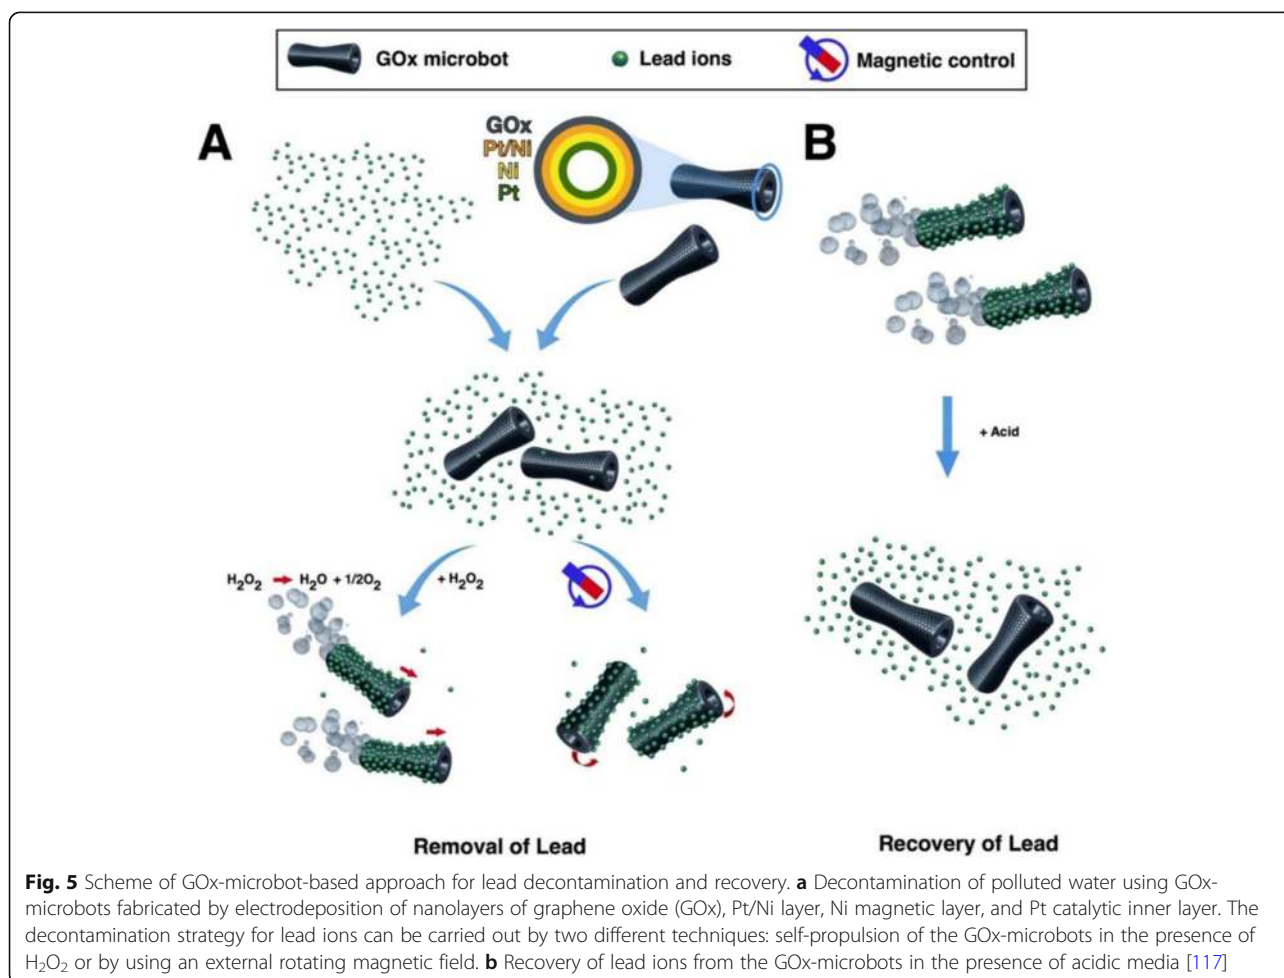 GOx microbot
Lead ions
Magnetic control
A
GOx
Pt/Ni
Ni
Pt
B
+ Acid
H₂O₂ → H₂O + 1/2O₂
+ H₂O₂
Removal of Lead
Recovery of Lead
Fig. 5 Scheme of GOx-microbot-based approach for lead decontamination and recovery. a Decontamination of polluted water using GOx-
microbots fabricated by electrodeposition of nanolayers of graphene oxide (GOx), Pt/Ni layer, Ni magnetic layer, and Pt catalytic inner layer. The
decontamination strategy for lead ions can be carried out by two different techniques: self-propulsion of the GOx-microbots in the presence of
H₂O₂ or by using an external rotating magnetic field. b Recovery of lead ions from the GOx-microbots in the presence of acidic media [117]